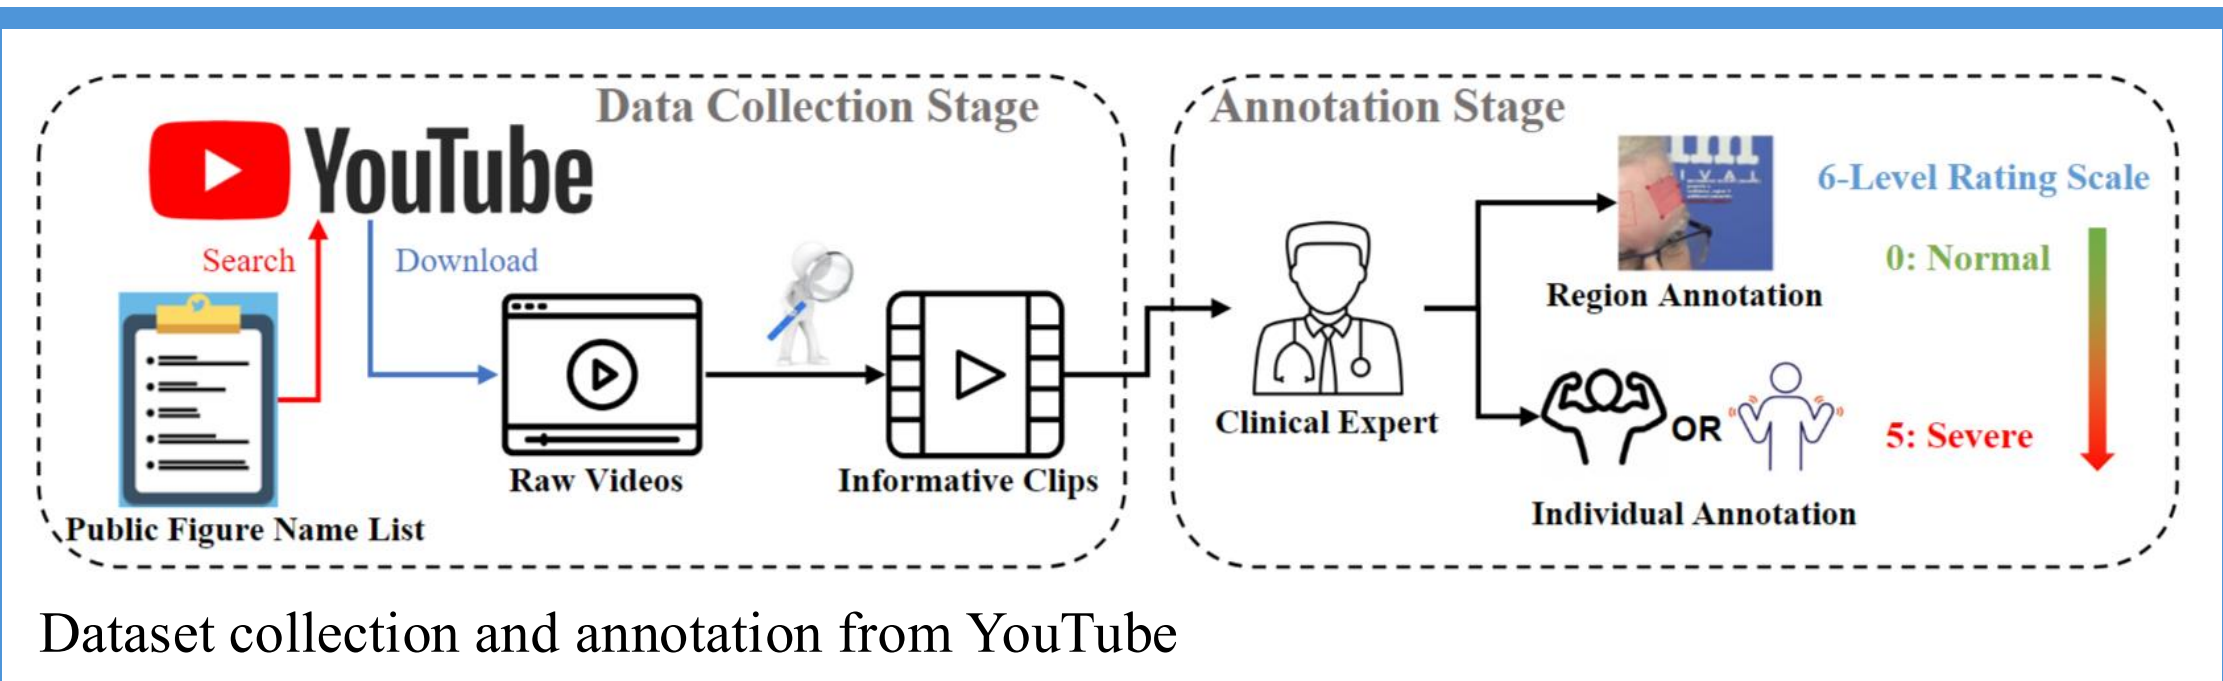 Data Collection Stage
YouTube
Search
Download
Public Figure Name List
Raw Videos
Informative Clips
Annotation Stage
Clinical Expert
IVAL
Region Annotation
OR
Individual Annotation
6-Level Rating Scale
0: Normal
5: Severe
Dataset collection and annotation from YouTube